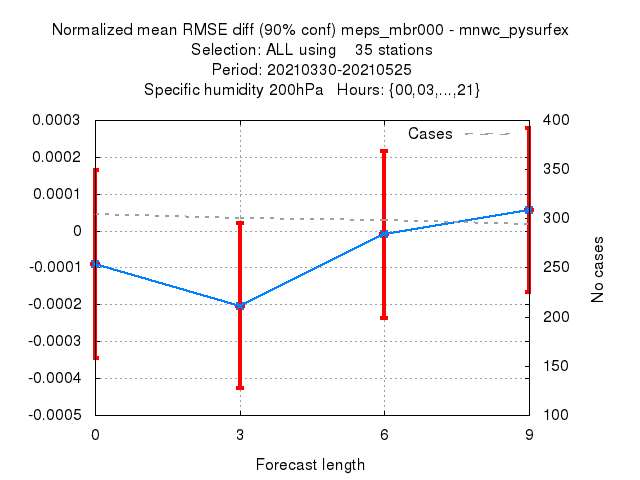 Normalized mean RMSE diff (90% conf) meps_mbr000 - mnwc_pysurfex
Selection: ALL using    35 stations
Period: 20210330-20210525
Specific humidity 200hPa   Hours: {00,03,...,21}
Cases
0.0003
0.0002
0.0001
0
-0.0001
-0.0002
-0.0003
-0.0004
-0.0005
400
350
300
250
200
150
100
No cases
0 3 6 9
Forecast length